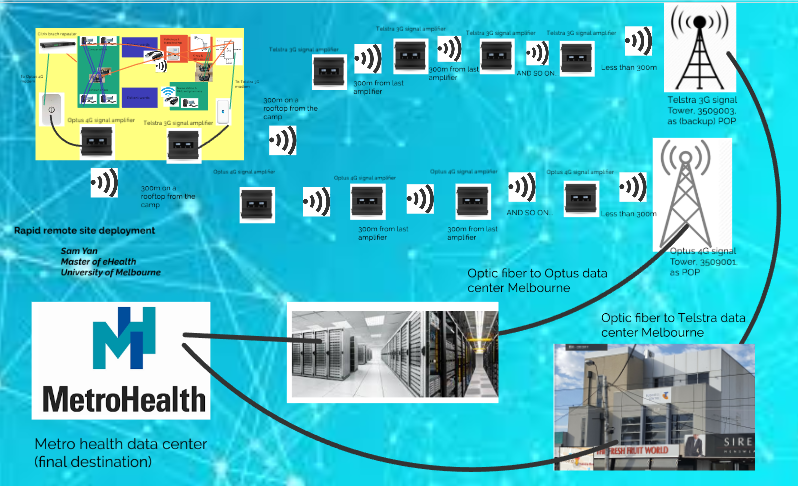 Telstra 3G signal amplifier
Telstra 3G signal amplifier
Telstra 3G signal amplifier
Telstra 3G signal amplifier
300m from last
amplifier
300m from last
amplifier
AND SO ON...
Less than 300m
Telstra 3G signal
Tower, 3509003,
as (backup) POP
Optus 4G signal amplifier
Telstra 3G signal amplifier
300m on a
rooftop from the
camp
300m on a
rooftop from the
camp
Optus 4G signal amplifier
Optus 4G signal amplifier
Optus 4G signal amplifier
Optus 4G signal amplifier
300m from last
amplifier
300m from last
amplifier
AND SO ON...
Less than 300m
Optus 4G signal
Tower, 3509001,
as POP
Rapid remote site deployment
Sam Yan
Master of eHealth
University of Melbourne
Optic fiber to Optus data
center Melbourne
Optic fiber to Telstra data
center Melbourne
MetroHealth
Metro health data center
(final destination)
FRESH FRUIT WORLD
SIRE